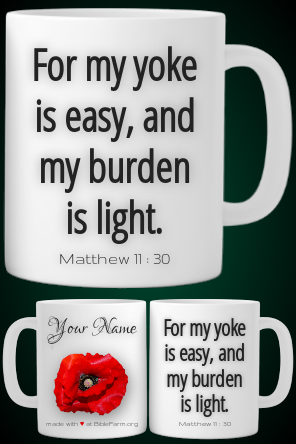 For my yoke
is easy, and
my burden
is light.
Matthew 11 : 30
Your Name
made with ♥ at BibleFarm.org
For my yoke
is easy, and
my burden
is light.
Matthew 11 : 30